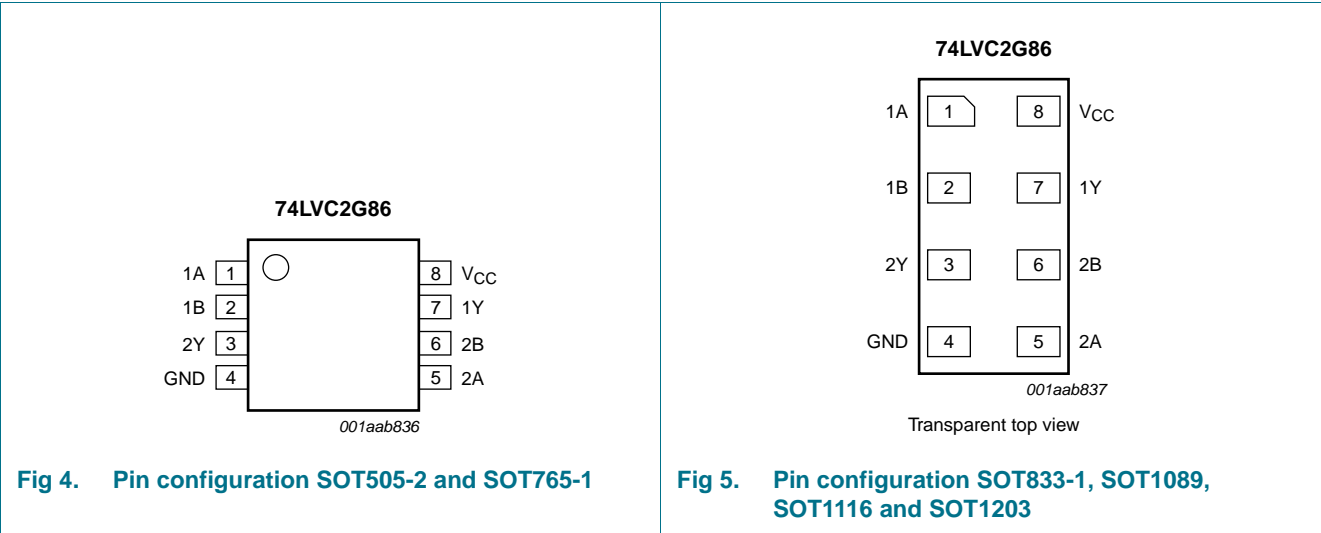 74LVC2G86
1A 1 8 VCC
1B 2 7 1Y
2Y 3 6 2B
GND 4 5 2A
001aab836
Fig 4. Pin configuration SOT505-2 and SOT765-1
74LVC2G86
1A 1 8 VCC
1B 2 7 1Y
2Y 3 6 2B
GND 4 5 2A
001aab837
Transparent top view
Fig 5. Pin configuration SOT833-1, SOT1089,
SOT1116 and SOT1203